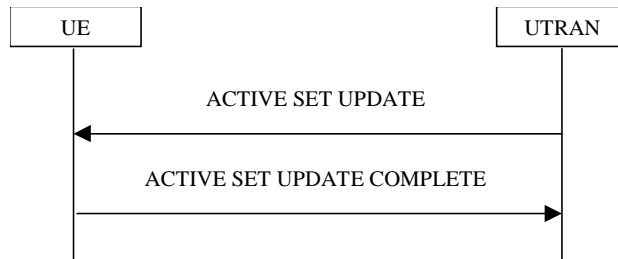 UE
UTRAN
ACTIVE SET UPDATE
ACTIVE SET UPDATE COMPLETE